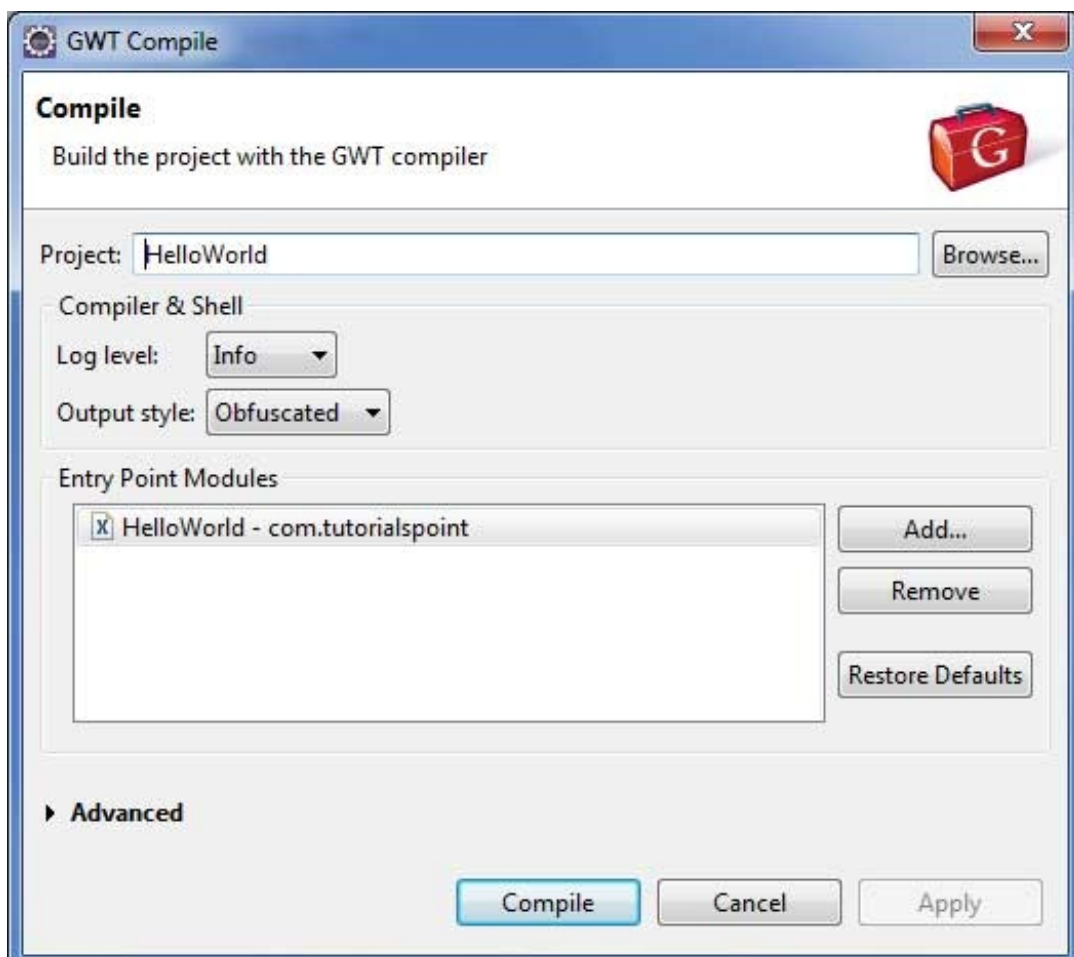 GWT Compile
Compile
Build the project with the GWT compiler
G
Project: HelloWorld Browse...
Compiler & Shell
Log level: Info
Output style: Obfuscated
Entry Point Modules
HelloWorld - com.tutorialspoint
Add...
Remove
Restore Defaults
Advanced
Compile Cancel Apply